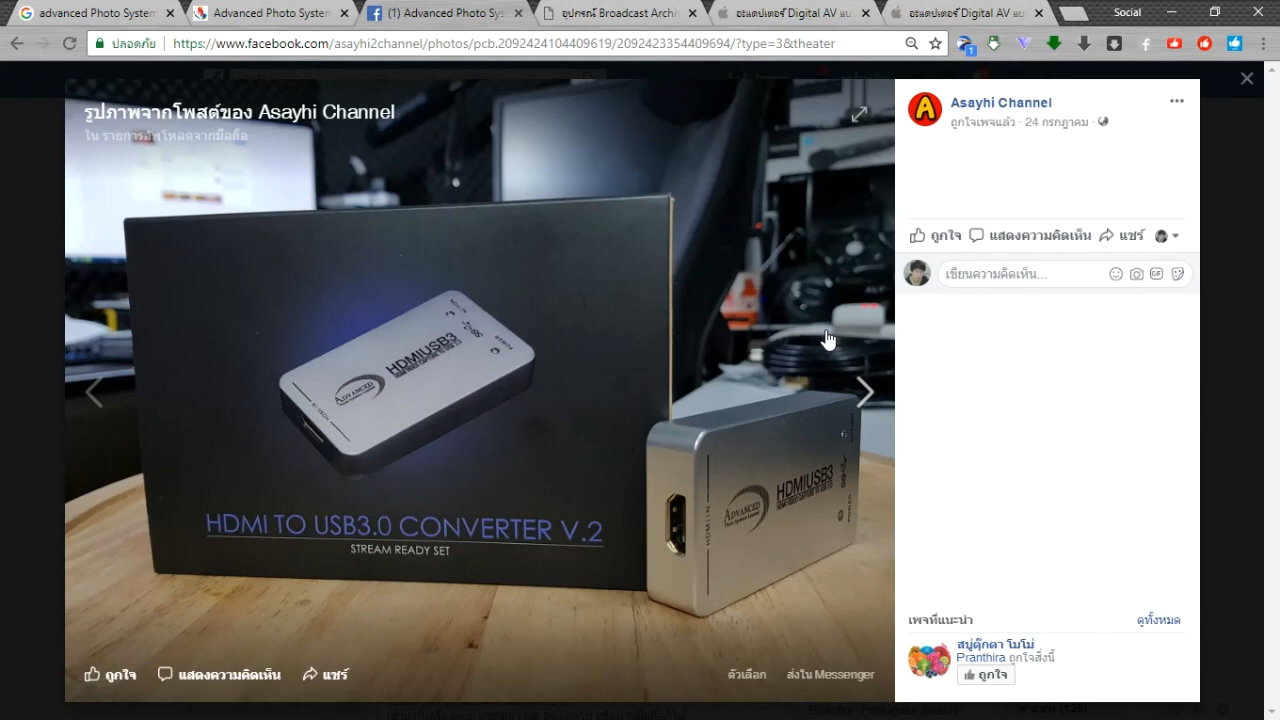 advanced Photo System
Advanced Photo System
(1) Advanced Photo Sys
อุปกรณ์ Broadcast Archi
อะแดปเตอร์ Digital AV แบ
อะแดปเตอร์ Digital AV แบ
Social
ปลอดภัย
https://www.facebook.com/asayhi2channel/photos/pcb.2092424104409619/2092423354409694/?type=3&theater
รูปภาพจากโพสต์ของ Asayhi Channel
ใน รายการอัพโหลดจากมือถือ
Asayhi Channel
ถูกใจเพจแล้ว · 24 กรกฎาคม ·
ถูกใจ
แสดงความคิดเห็น
แชร์
เขียนความคิดเห็น...
GIF
ADVANCED
HDMIUSB3
HDMI TO USB3.0 CONVERTER V.2
STREAM READY SET
HDMI IN
ADVANCED
Photo System Limited
HDMIUSB3
POWER
เพจที่แนะนำ
ดูทั้งหมด
สบู่ตุ๊กตา โมโม่
Pranthira ถูกใจสิ่งนี้
ถูกใจ
ถูกใจ
แสดงความคิดเห็น
แชร์
ตัวเลือก
ส่งใน Messenger